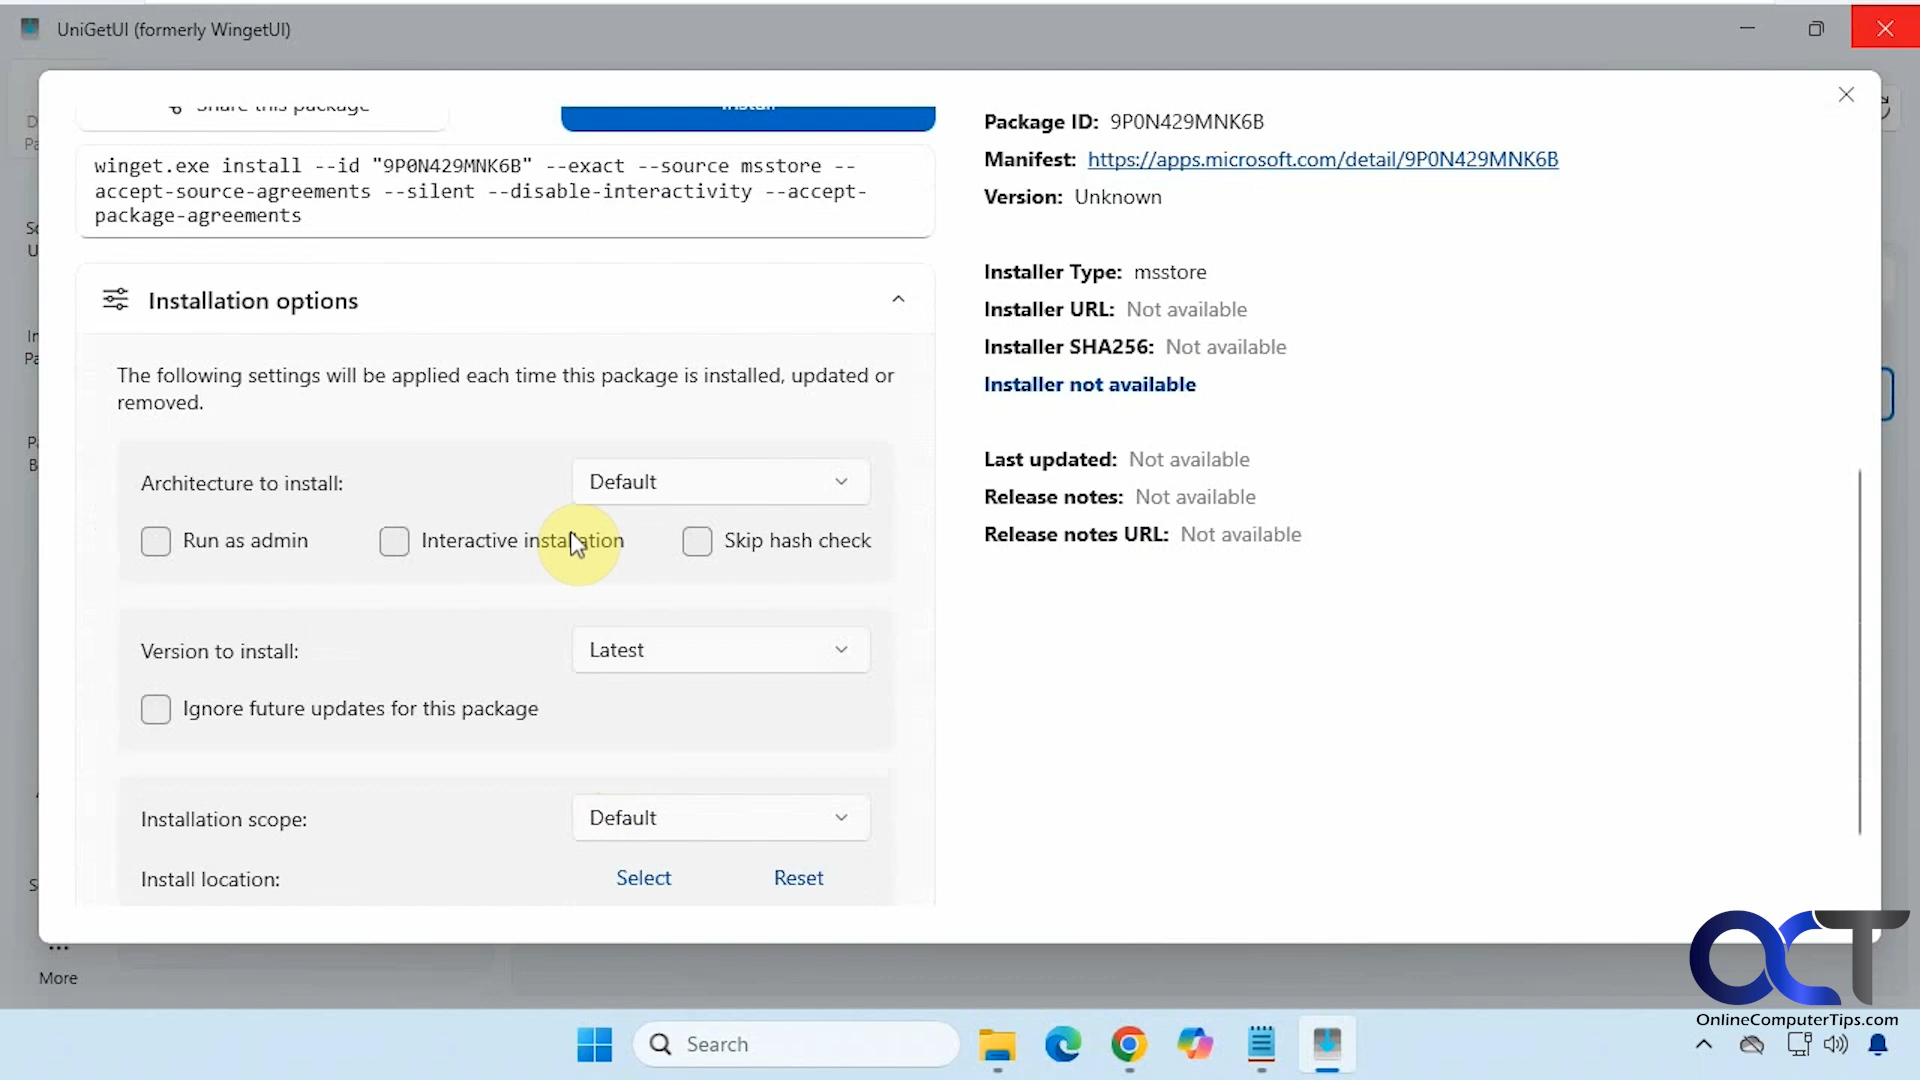 UniGetUI (formerly WingetUI)
Share this package
Install
winget.exe install --id "9P0N429MNK6B" --exact --source msstore --
accept-source-agreements --silent --disable-interactivity --accept-
package-agreements
Installation options
The following settings will be applied each time this package is installed, updated or
removed.
Architecture to install:
Default
Run as admin
Interactive installation
Skip hash check
Version to install:
Latest
Ignore future updates for this package
Installation scope:
Default
Install location:
Select
Reset
Package ID: 9P0N429MNK6B
Manifest: https://apps.microsoft.com/detail/9P0N429MNK6B
Version: Unknown
Installer Type: msstore
Installer URL: Not available
Installer SHA256: Not available
Installer not available
Last updated: Not available
Release notes: Not available
Release notes URL: Not available
More
OCT
OnlineComputerTips.com
Search